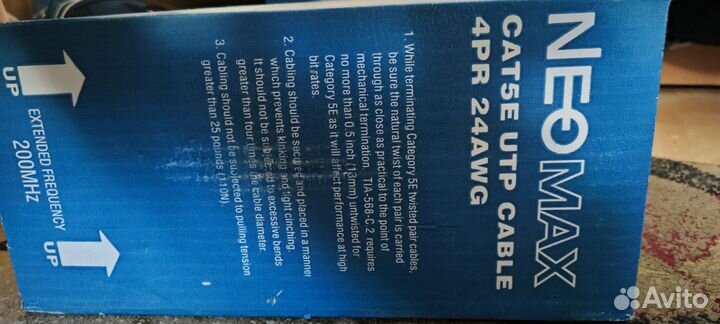 NEOMAX
CAT5E UTP CABLE
4PR 24AWG
1. While terminating Category 5E twisted pair cables,
be sure the natural twist of each pair is carried
through as close as practical to the point of
mechanical termination. TIA-568-C.2 requires
no more than 0.5 inch (13mm) untwisted for
Category 5E as it will affect performance at high
bit rates.
2. Cabling should be secured and placed in a manner
which prevents kinking and tight cinching.
It should not be subjected to excessive bends
greater than four times the cable diameter.
3. Cabling should not be subjected to pulling tension
greater than 25 pounds (110N).
UP
EXTENDED FREQUENCY
200MHz
UP
Avito